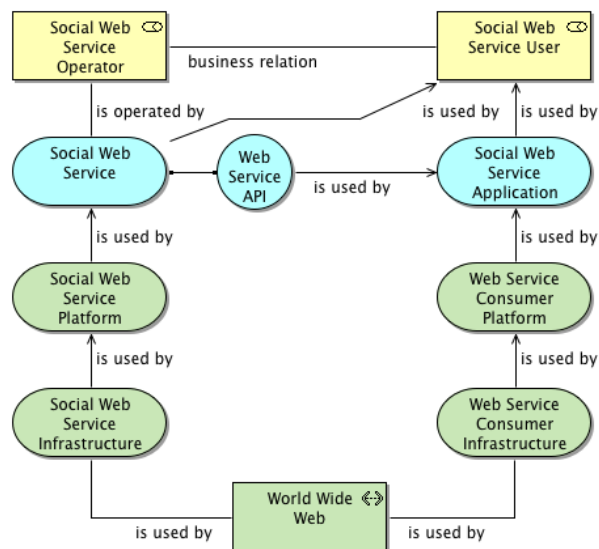 Social Web
Service
Operator
business relation
Social Web
Service User
is operated by
is used by
is used by
Social Web
Service
Web
Service
API
is used by
Social Web
Service
Application
is used by
is used by
Social Web
Service
Platform
Web Service
Consumer
Platform
is used by
is used by
Social Web
Service
Infrastructure
Web Service
Consumer
Infrastructure
World Wide
Web
is used by
is used by